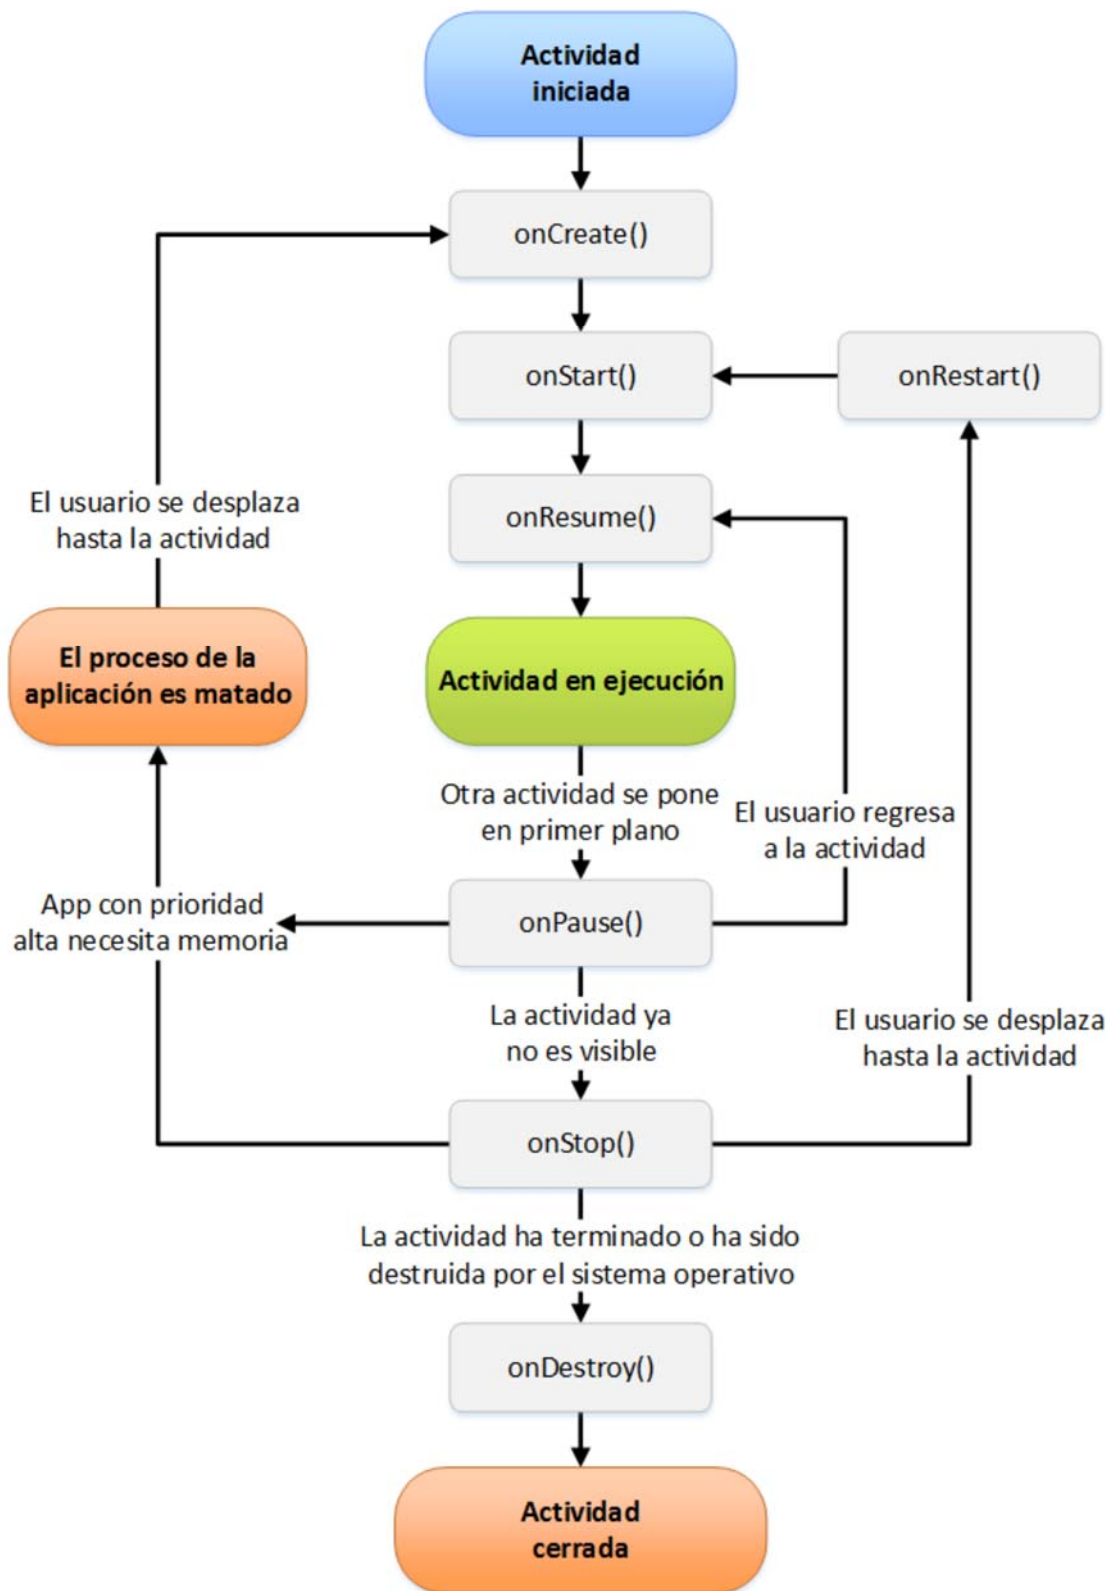 Actividad
iniciada
onCreate()
onStart()
onRestart()
onResume()
El usuario se desplaza
hasta la actividad
El proceso de la
aplicación es matado
Actividad en ejecución
Otra actividad se pone
en primer plano
El usuario regresa
a la actividad
App con prioridad
alta necesita memoria
onPause()
La actividad ya
no es visible
El usuario se desplaza
hasta la actividad
onStop()
La actividad ha terminado o ha sido
destruida por el sistema operativo
onDestroy()
Actividad
cerrada